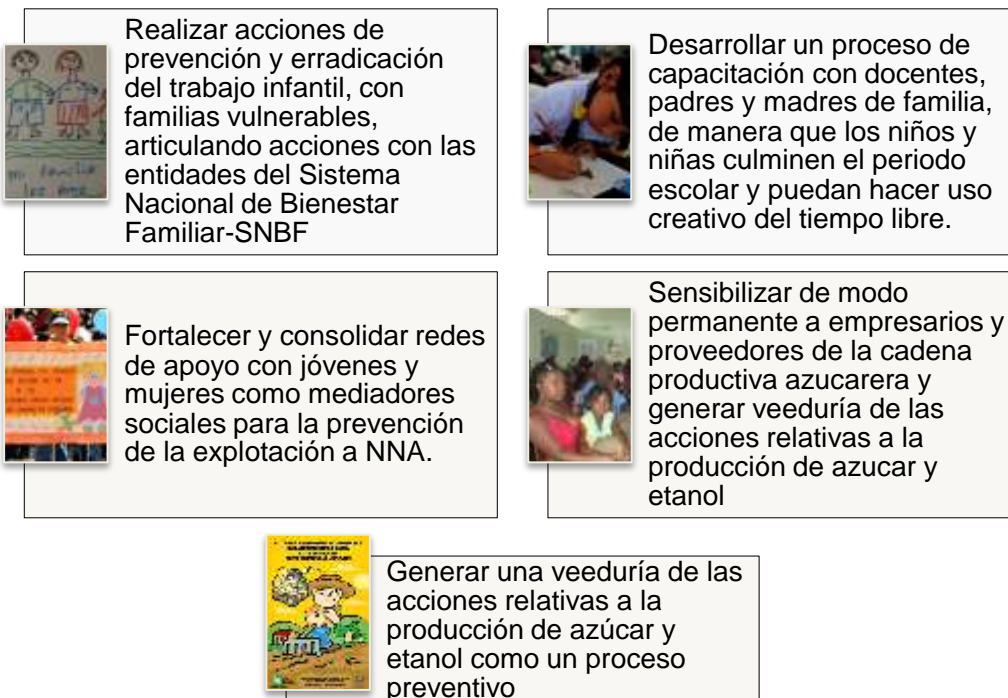 Realizar acciones de
prevención y erradicación
del trabajo infantil, con
familias vulnerables,
articulando acciones con las
entidades del Sistema
Nacional de Bienestar
Familiar-SNBF
Desarrollar un proceso de
capacitación con docentes,
padres y madres de familia,
de manera que los niños y
niñas culminen el periodo
escolar y puedan hacer uso
creativo del tiempo libre.
Fortalecer y consolidar redes
de apoyo con jóvenes y
mujeres como mediadores
sociales para la prevención
de la explotación a NNA.
Sensibilizar de modo
permanente a empresarios y
proveedores de la cadena
productiva azucarera y
generar veeduría de las
acciones relativas a la
producción de azucar y
etanol
Generar una veeduría de las
acciones relativas a la
producción de azúcar y
etanol como un proceso
preventivo